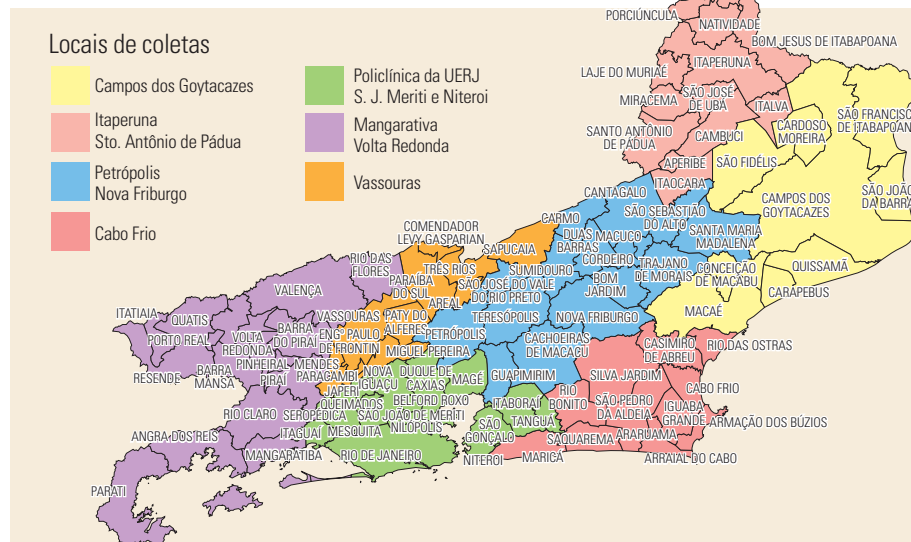 Locais de coletas
Campos dos Goytacazes
Itaperuna
Sto. Antônio de Pádua
Petrópolis
Nova Friburgo
Cabo Frio
Policlínica da UERJ
S. J. Meriti e Niteroi
Mangarativa
Volta Redonda
Vassouras
PORCIÚNCULA
NATIVIDADE
BOM JESUS DE ITABAPOANA
ITAPERUNA
LAJE DO MURIAÉ
MIRACEMA
SÃO JOSÉ
DE UBÁ
ITALVA
SÃO FRANCISC
DE ITABAPOAN
SANTO ANTÔNIO
DE PÁDUA
CAMBUCI
CARDOSO
MOREIRA
APERIBÉ
SÃO FIDÉLIS
ITAOCARA
CANTAGALO
CAMPOS DOS
GOYTACAZES
SÃO JOÃO
DA BARRA
SÃO SEBASTIÃO
DO ALTO
CARMO
COMENDADOR
LEVY GASPARIAN
SAPUCAIA
DUAS
BARRAS
MACUCO
SANTA MARIA
MADALENA
RIO DAS
FLORES
TRÊS RIOS
SUMIDOURO
CORDEIRO
TRAJANO
DE MORAIS
CONCEIÇÃO
DE MACABU
QUISSAMÃ
PARAÍBA
DO SUL
SÃO JOSÉ DO VALE
DO RIO PRETO
BOM
JARDIM
CARAPEBUS
VALENÇA
AREAL
MACAÉ
ITATIAIA
QUATIS
VASSOURAS
PATY DO
ALFERES
TERESÓPOLIS
NOVA FRIBURGO
PORTO REAL
VOLTA
REDONDA
BARRA
DO PIRAÍ
ENGº PAULO
DE FRONTIN
PETRÓPOLIS
CACHOEIRAS
DE MACACU
CASIMIRO
DE ABREU
RIO DAS OSTRAS
MIGUEL PEREIRA
PINHEIRAL
MENDES
RESENDE
BARRA
MANSA
PIRAÍ
PARACAMBI
NOVA
IGUAÇU
DUQUE DE
CAXIAS
MAGÉ
GUAPIMIRIM
SILVA JARDIM
CABO FRIO
JAPERI
QUEIMADOS
BELFORD ROXO
ITABORAÍ
RIO
BONITO
SÃO PEDRO
DA ALDEIA
IGUABA
GRANDE
RIO CLARO
SEROPÉDICA
SÃO JOÃO DE MERITI
TANGUÁ
ARMAÇÃO DOS BÚZIOS
ANGRA DOS REIS
ITAGUAÍ
MESQUITA
NILÓPOLIS
SÃO
GONÇALO
SAQUAREMA
ARARUAMA
MANGARATIBA
RIO DE JANEIRO
NITEROI
MARICÁ
ARRAIAL DO CABO
PARATI